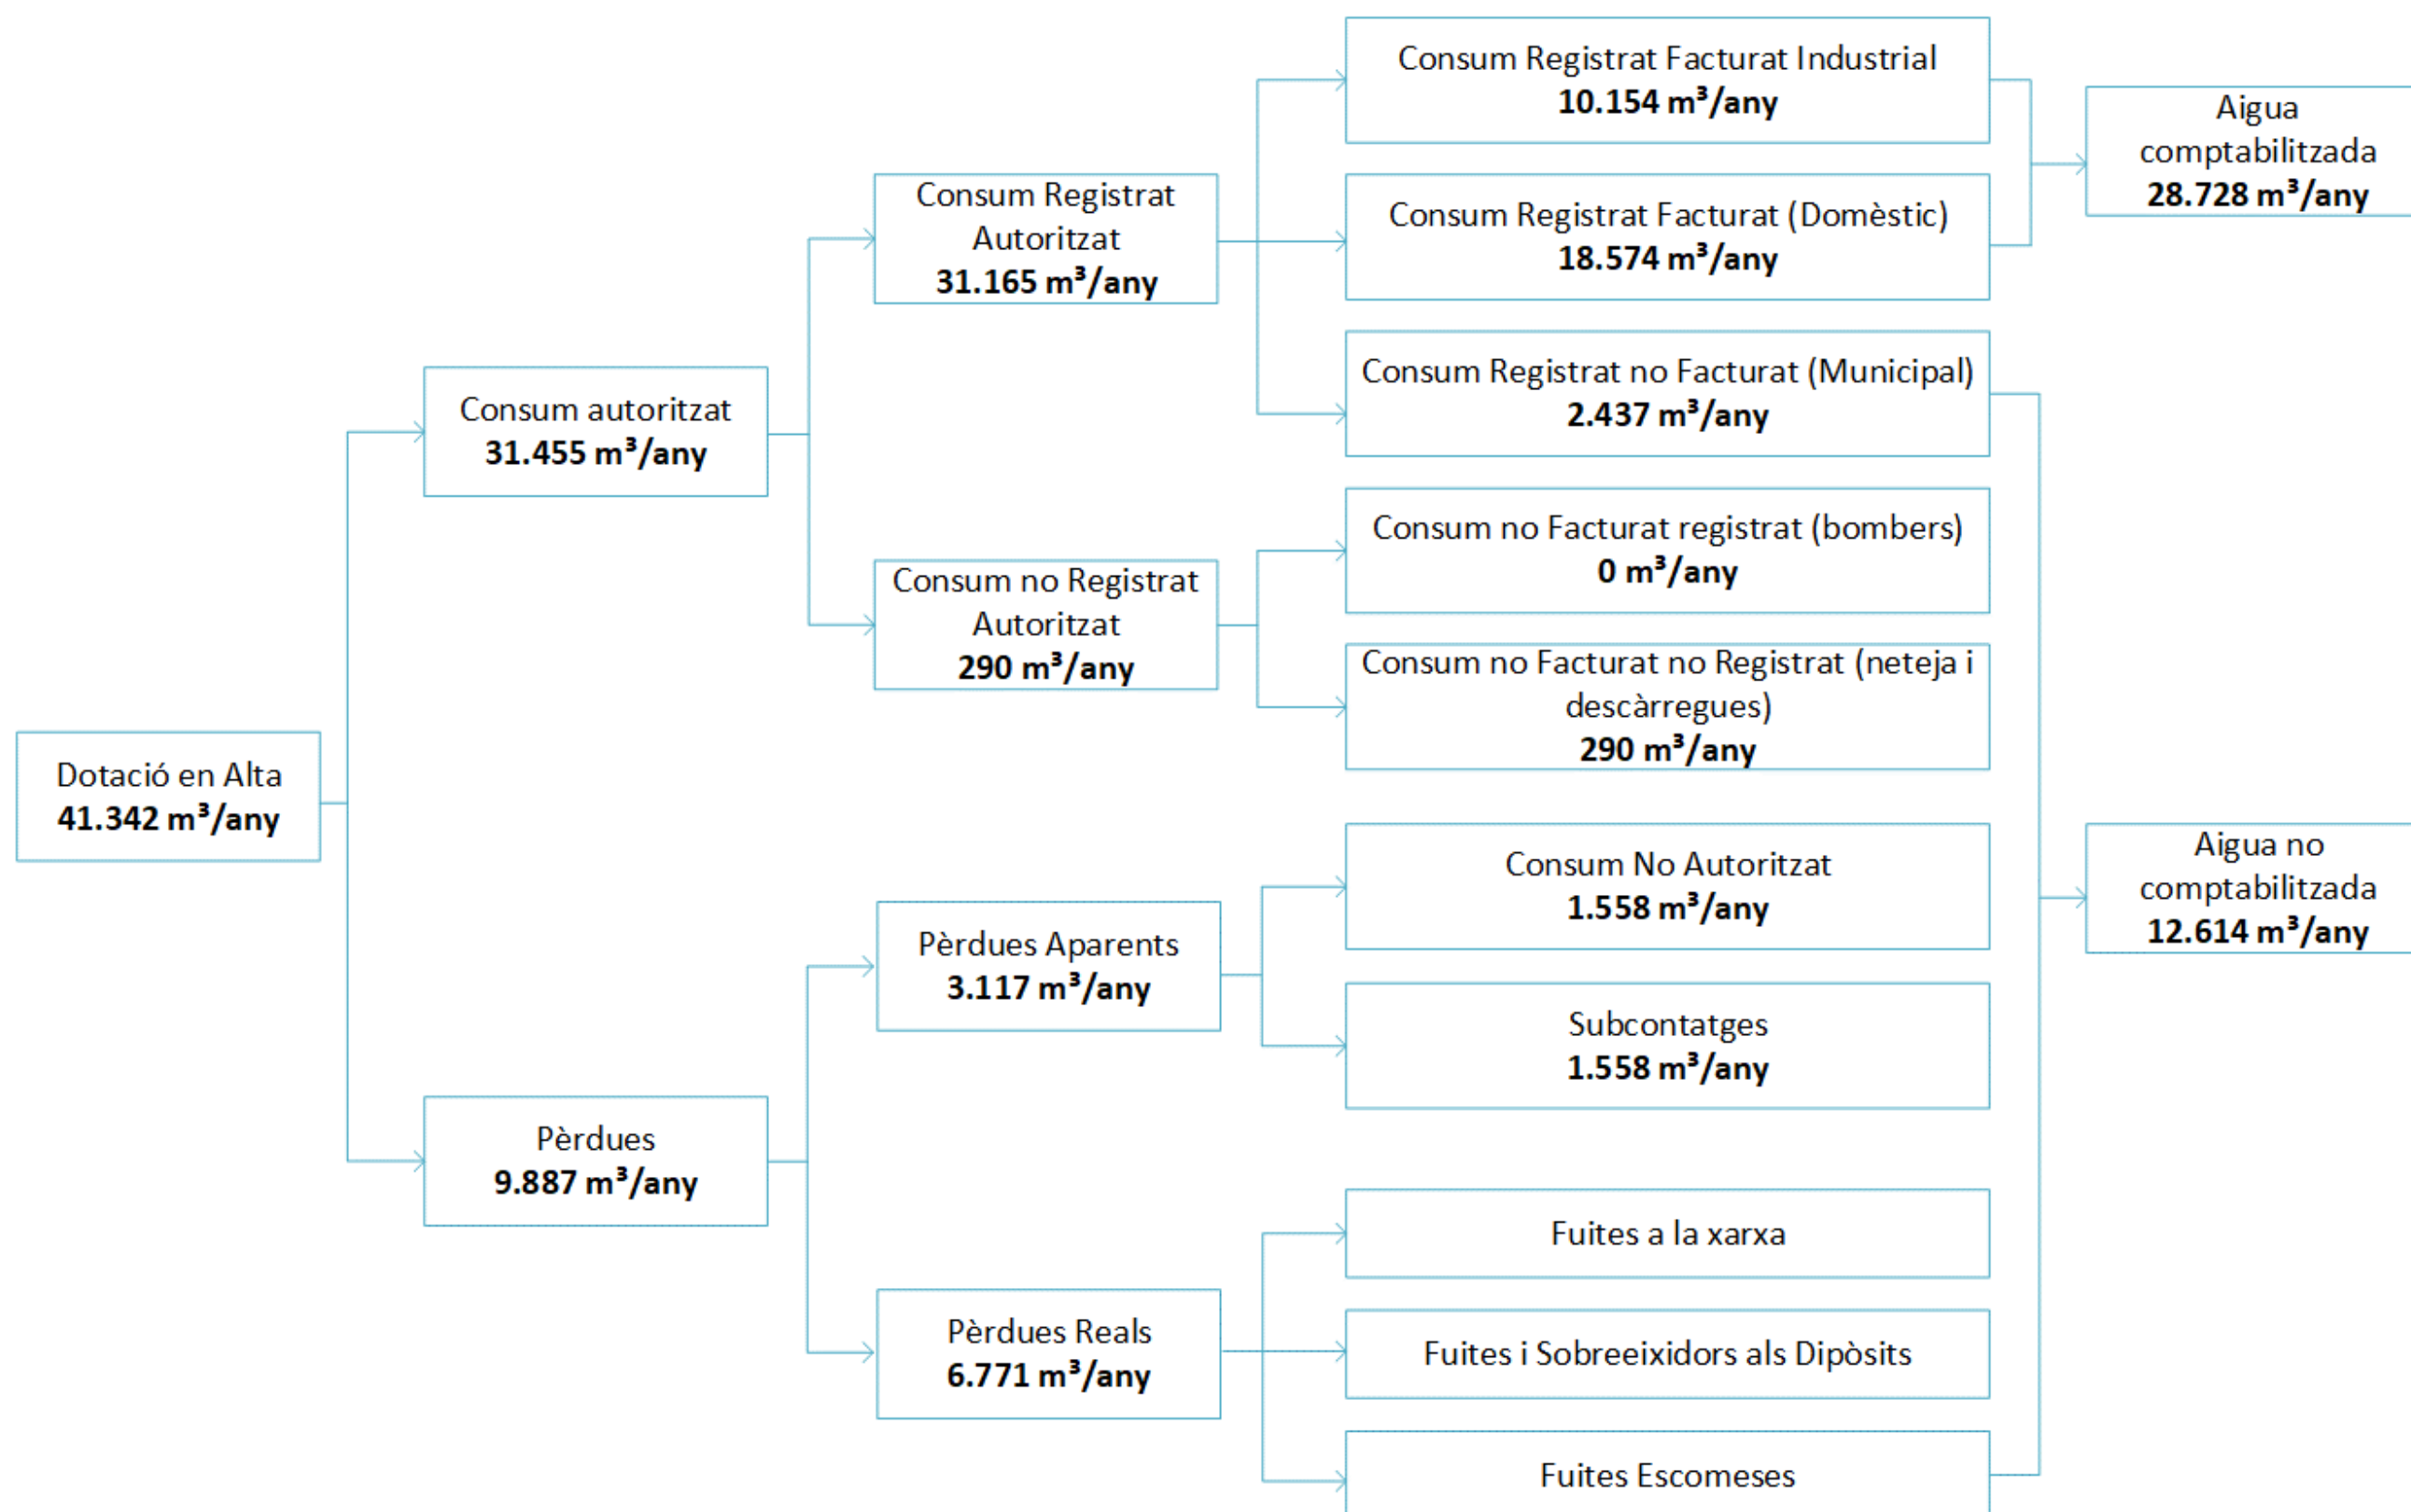 Dotació en Alta
41.342 m³/any
Consum autoritzat
31.455 m³/any
Pèrdues
9.887 m³/any
Consum Registrat
Autoritzat
31.165 m³/any
Consum no Registrat
Autoritzat
290 m³/any
Pèrdues Aparents
3.117 m³/any
Pèrdues Reals
6.771 m³/any
Consum Registrat Facturat Industrial
10.154 m³/any
Consum Registrat Facturat (Domèstic)
18.574 m³/any
Consum Registrat no Facturat (Municipal)
2.437 m³/any
Consum no Facturat registrat (bombers)
0 m³/any
Consum no Facturat no Registrat (neteja i
descàrregues)
290 m³/any
Consum No Autoritzat
1.558 m³/any
Subcontatges
1.558 m³/any
Fuites a la xarxa
Fuites i Sobreeixidors als Dipòsits
Fuites Escomeses
Aigua
comptabilitzada
28.728 m³/any
Aigua no
comptabilitzada
12.614 m³/any